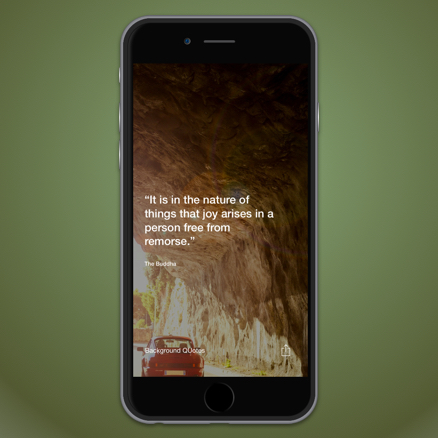 “It is in the nature of
things that joy arises in a
person free from
remorse.”
The Buddha
Background Quotes